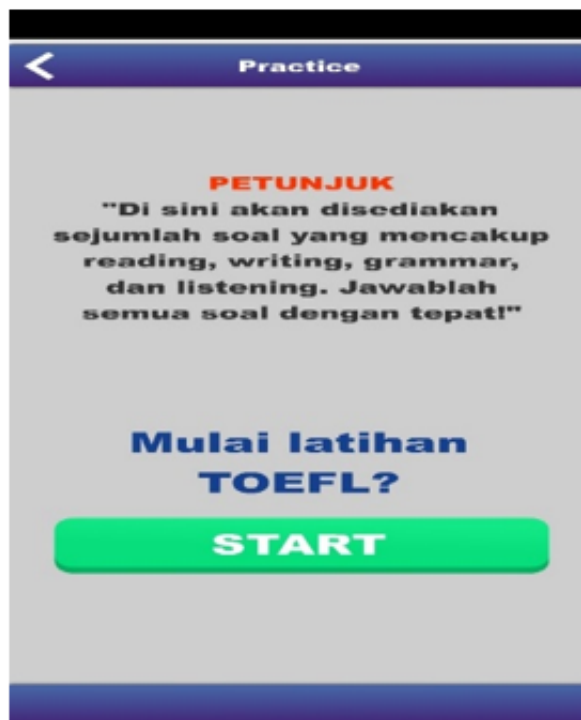 Practice
PETUNJUK
"Di sini akan disediakan
sejumlah soal yang mencakup
reading, writing, grammar,
dan listening. Jawablah
semua soal dengan tepat!"
Mulai latihan
TOEFL?
START